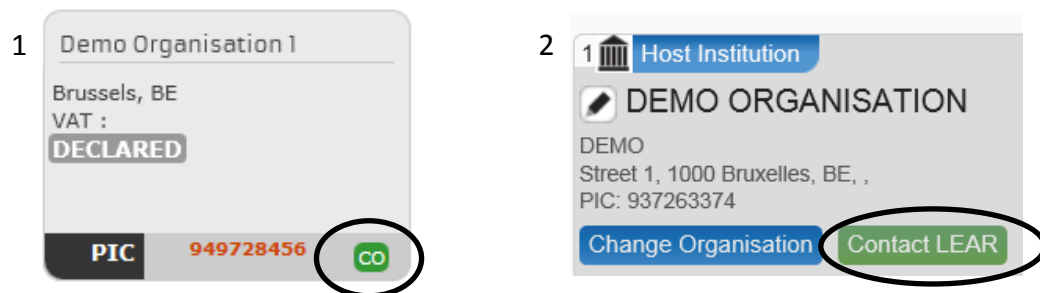 1
Demo Organisation 1
Brussels, BE
VAT :
DECLARED
PIC 949728456 CO
2
1 Host Institution
DEMO ORGANISATION
DEMO
Street 1, 1000 Bruxelles, BE, ,
PIC: 937263374
Change Organisation Contact LEAR